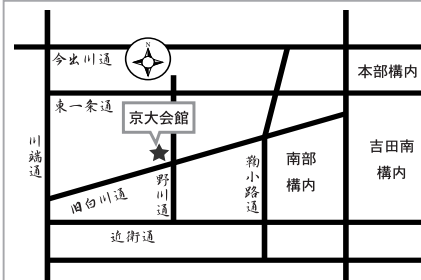 N
今出川通
本部構内
東一条通
京大会館
川端通
吉田南
構内
鞠小路通
南部
構内
野川通
旧白川通
近衛通